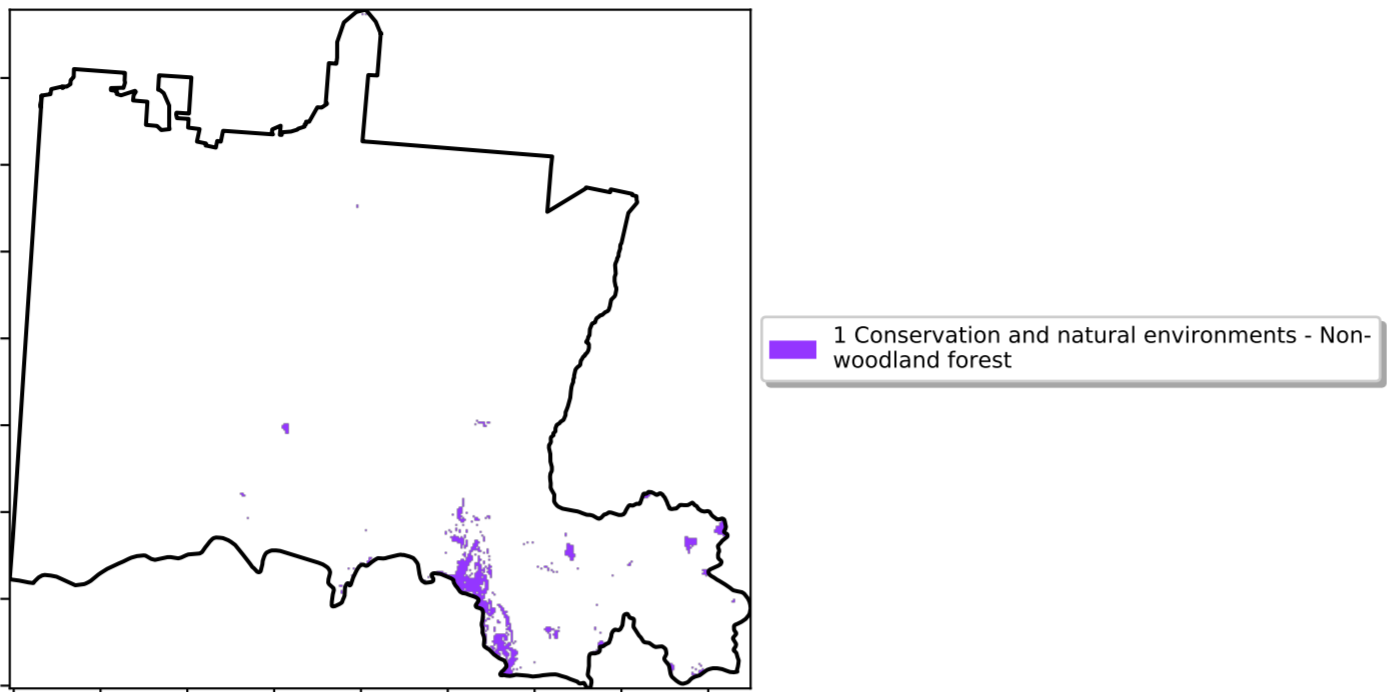 1 Conservation and natural environments - Non-
woodland forest